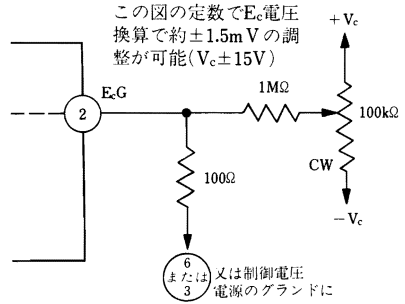 この図の定数でEc電圧
換算で約±1.5mVの調
整が可能(Vc±15V)
+Vc
EcG
1MΩ
2
100kΩ
CW
100Ω
−Vc
6
または
3
又は制御電圧
電源のグランドに